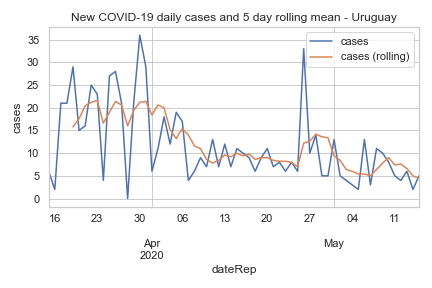 New COVID-19 daily cases and 5 day rolling mean - Uruguay
cases
cases (rolling)
35
30
25
20
15
10
5
0
cases
16 23 30 06 13 20 27 04 11
Apr May
2020
dateRep